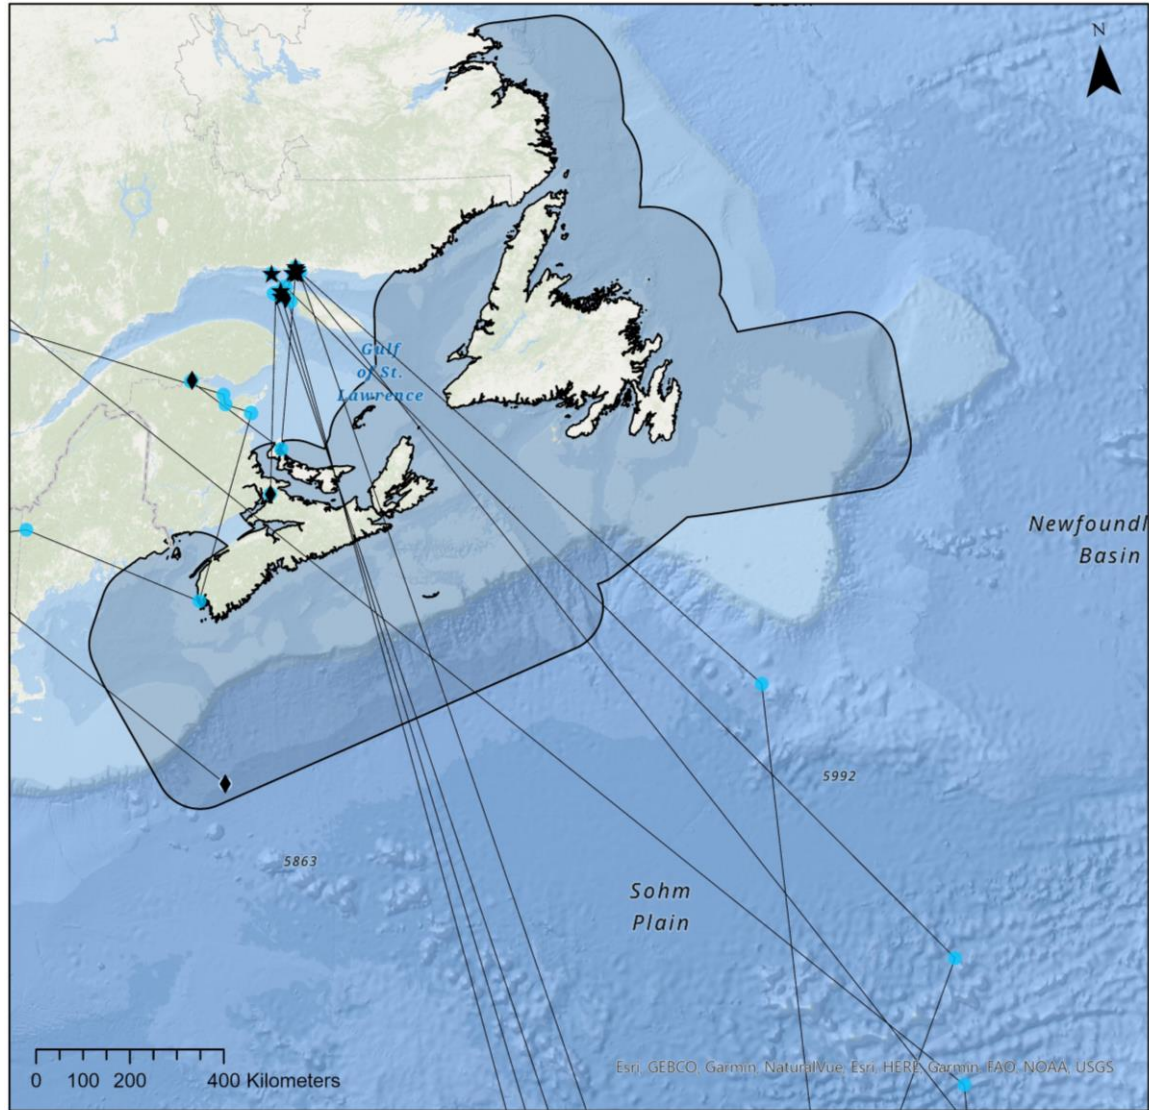 N
Gulf
of St.
Lawrence
Newfoundl
Basin
5992
5863
Sohm
Plain
0 100 200 400 Kilometers
Esri, GEBCO, Garmin, NaturalVue, Esri, HERE, Garmin, FAO, NOAA, USGS